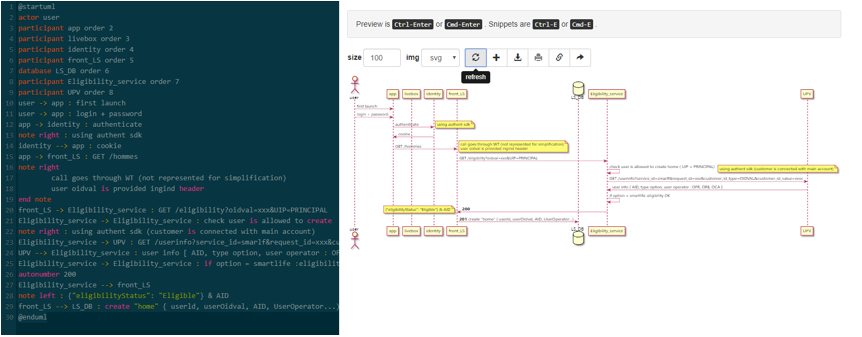 1 @startuml
2 actor user
3 participant app order 2
4 participant livebox order 3
5 participant identity order 4
6 participant front_LS order 5
7 database LS_DB order 6
8 participant Eligibility_service order 7
9 participant UPV order 8
10 user -> app : first launch
11 user -> app : login + password
12 app -> identity : authenticate
13 note right : using authent sdk
14 identity --> app : cookie
15 app -> front_LS : GET /hommes
16 note right
17 call goes through WT (not represented for simplification)
18 user oidval is provided ingind header
19 end note
20 front_LS -> Eligibility_service : GET /eligibility?oidval=xxx&UIP=PRINCIPAL
21 Eligibility_service -> Eligibility_service : check user is allowed to create
22 note right : using authent sdk (customer is connected with main account)
23 Eligibility_service -> UPV : GET /userinfo?service_id=smarlf&request_id=xxx&cu
24 UPV --> Eligibility_service : user info [ AID, type option, user operator : OF
25 Eligibility_service -> Eligibility_service : if option = smartlife :eligibilit
26 autonumber 200
27 Eligibility_service --> front_LS
28 note left : {"eligibilityStatus": "Eligible"} & AID
29 front_LS --> LS_DB : create "home" ( userId, userOidval, AID, UserOperator...)
30 @enduml
Preview is Ctrl-Enter or Cmd-Enter . Snippets are Ctrl-E or Cmd-E .
size 100 img svg
refresh
user app livebox identity front_LS LS_DB Eligibility_service UPV
first launch
login + password
authenticate
using authent sdk
cookie
GET /hommes
call goes through WT (not represented for simplification)
user oidval is provided ingind header
GET /eligibility?oidval=xxx&UIP=PRINCIPAL
check user is allowed to create home ( UIP = PRINCIPAL)
using authent sdk (customer is connected with main account)
GET /userinfo?service_id=smarlf&request_id=xxx&customer_id_type=OIDVAL&customer_id_value=xxx
user info [ AID, type option, user operator :
if option = smartlife :eligibility OK
200
{"eligibilityStatus": "Eligible"} & AID
201 create "home" ( userId, userOidval, AID, UserOperator...)
user app livebox identity front_LS LS_DB Eligibility_service UPV